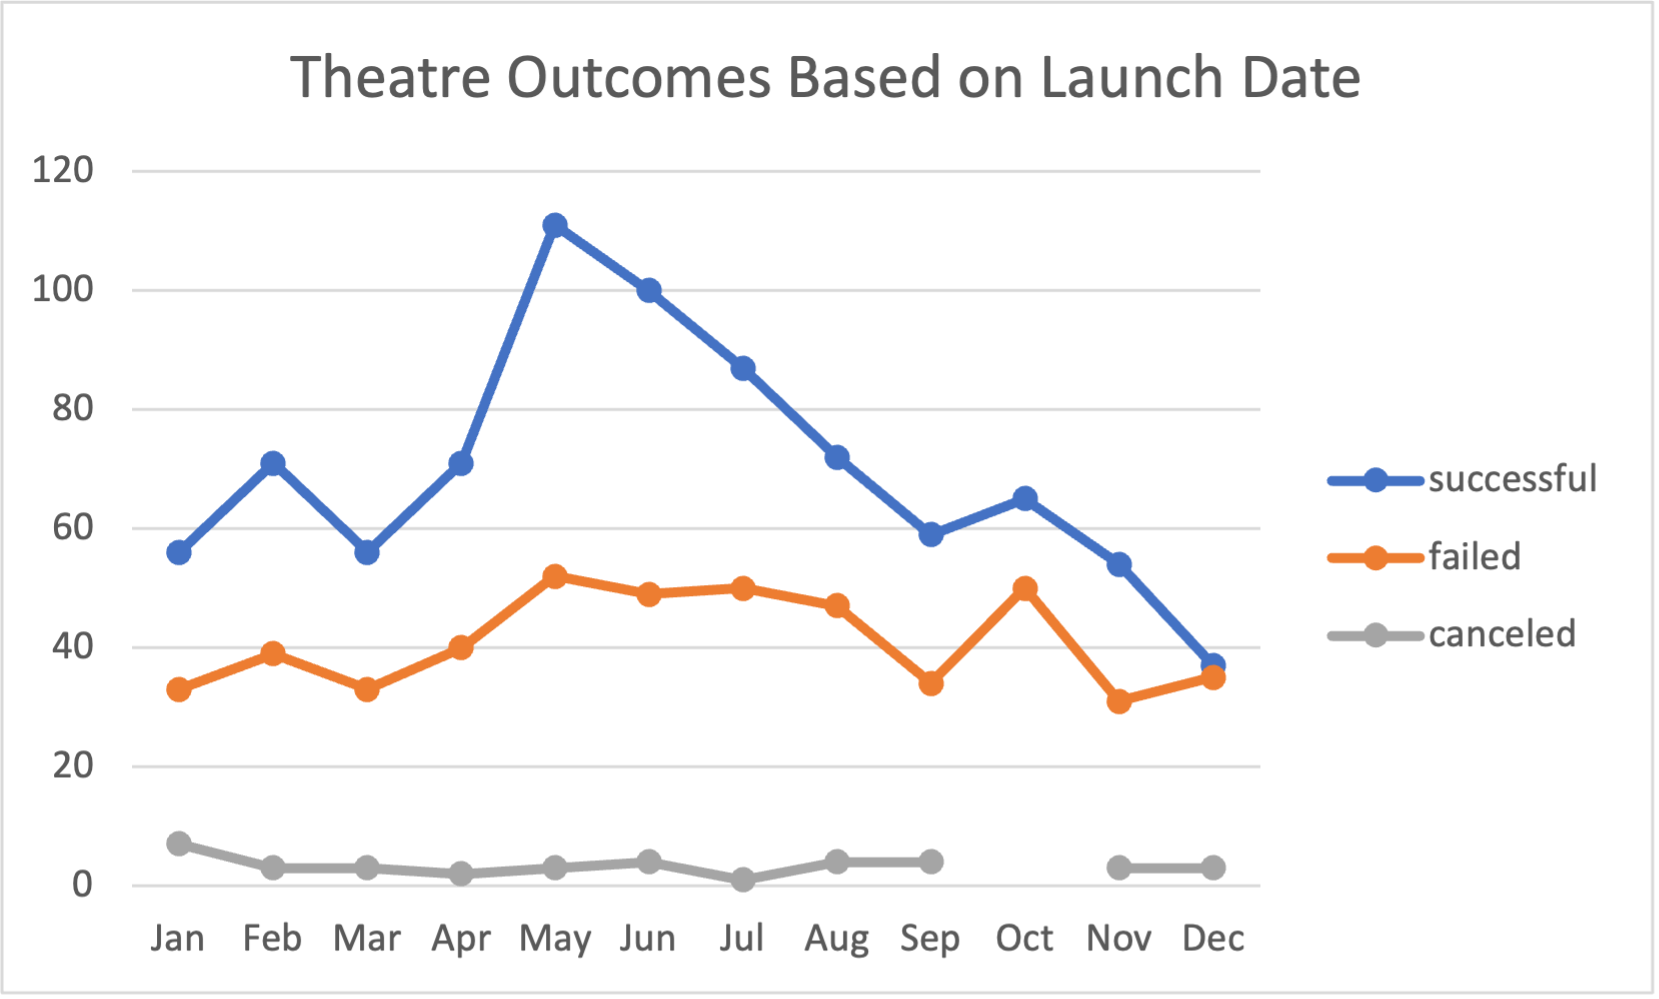 Theatre Outcomes Based on Launch Date
120
100
80
60
40
20
0
Jan Feb Mar Apr May Jun Jul Aug Sep Oct Nov Dec
successful
failed
canceled